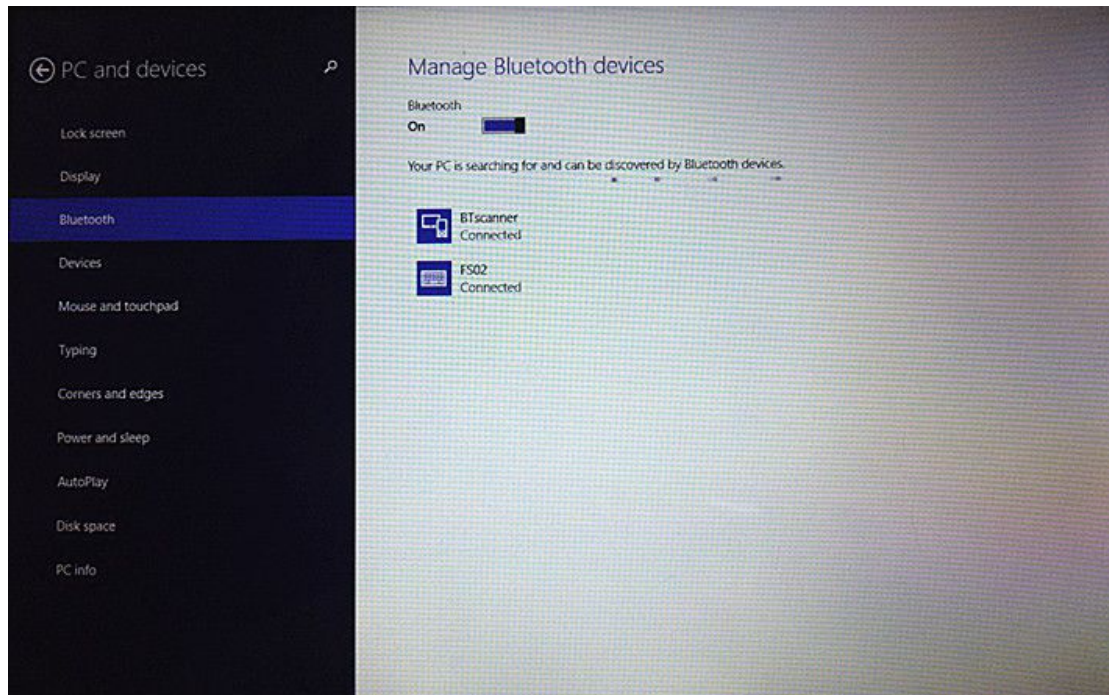 PC and devices
Lock screen
Display
Bluetooth
Devices
Mouse and touchpad
Typing
Corners and edges
Power and sleep
AutoPlay
Disk space
PC info
Manage Bluetooth devices
Bluetooth
On
Your PC is searching for and can be discovered by Bluetooth devices.
BTscanner
Connected
FS02
Connected